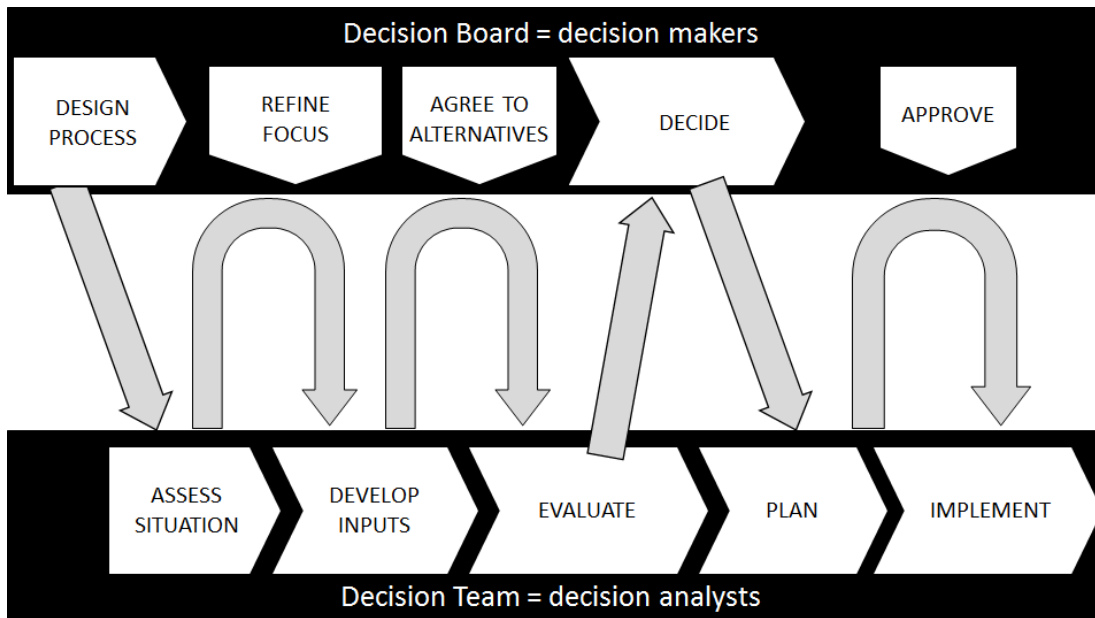 Decision Board = decision makers
DESIGN
PROCESS
REFINE
FOCUS
AGREE TO
ALTERNATIVES
DECIDE
APPROVE
ASSESS
SITUATION
DEVELOP
INPUTS
EVALUATE
PLAN
IMPLEMENT
Decision Team = decision analysts